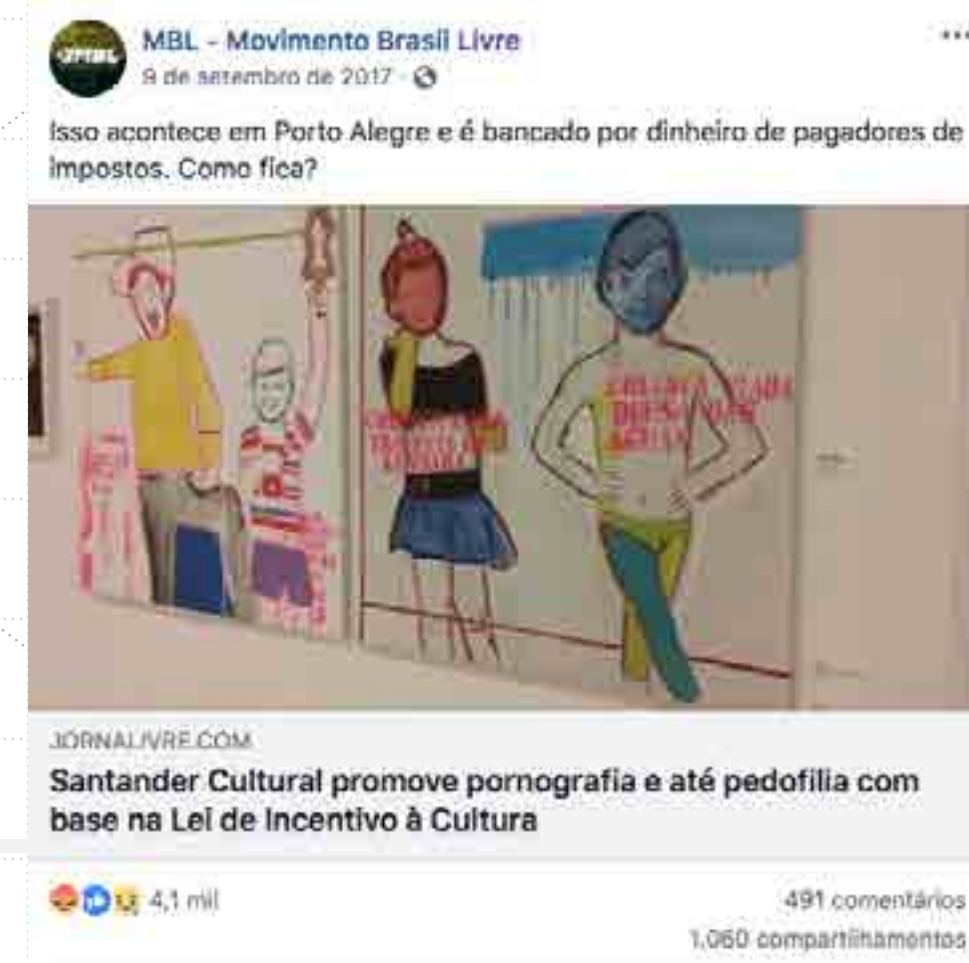 MBL - Movimento Brasil Livre
9 de setembro de 2017
Isso acontece em Porto Alegre e é bancado por dinheiro de pagadores de
impostos. Como fica?
JORNALIVRE.COM
Santander Cultural promove pornografia e até pedofilia com
base na Lei de Incentivo à Cultura
4,1 mil
491 comentários
1.060 compartilhamentos